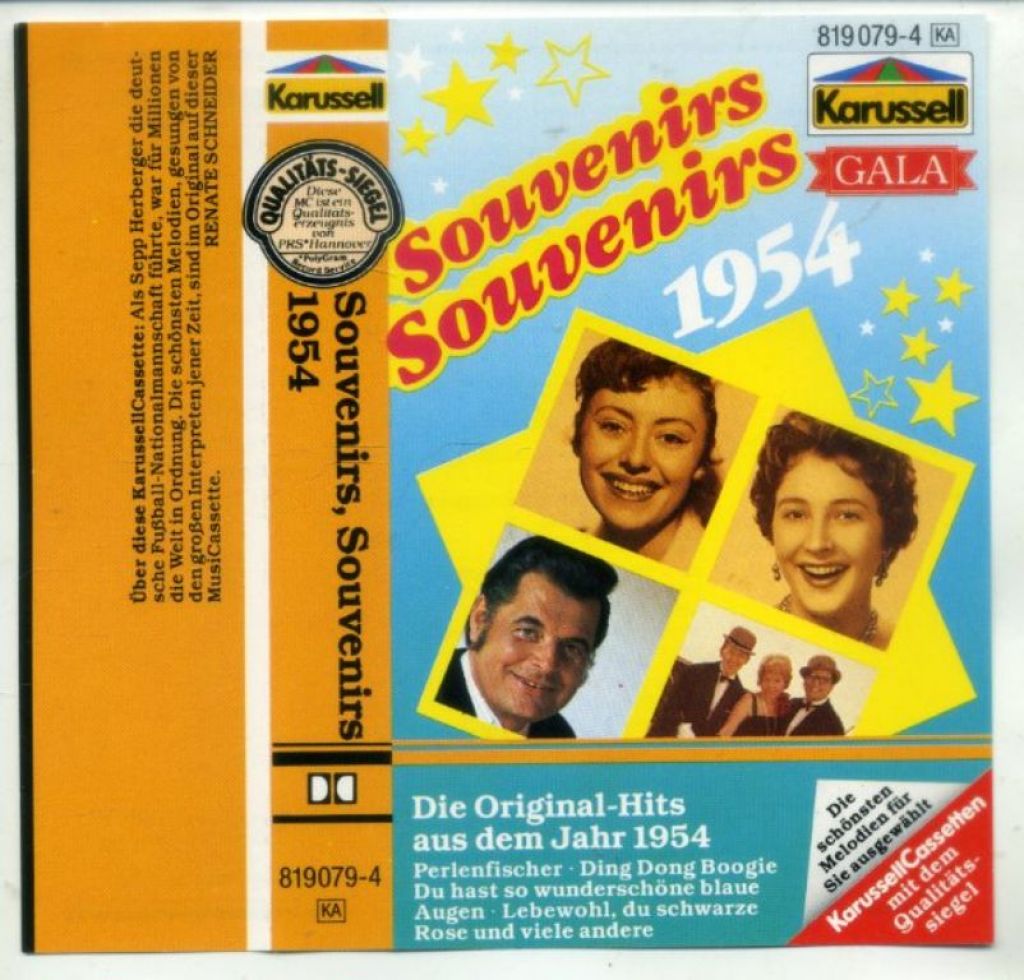 Über diese KarussellCassette: Als Sepp Herberger die deut-
sche Fußball-Nationalmannschaft führte, war für Millionen
die Welt in Ordnung. Die schönsten Melodien, gesungen von
den großen Interpreten jener Zeit, sind im Original auf dieser
MusiCassette.
RENATE SCHNEIDER
Karussell
QUALITÄTS-SIEGEL
Diese
MC ist ein
Qualitäts-
erzeugnis
von
PRS*Hannover
*PolyGram
Record Service
Souvenirs, Souvenirs
1954
819079-4
KA
819 079-4 KA
Karussell
GALA
Souvenirs
Souvenirs
1954
Die Original-Hits
aus dem Jahr 1954
Perlenfischer · Ding Dong Boogie
Du hast so wunderschöne blaue
Augen · Lebewohl, du schwarze
Rose und viele andere
Die
schönsten
Melodien für
Sie ausgewählt
KarussellCassetten
mit dem
Qualitäts-
siegel